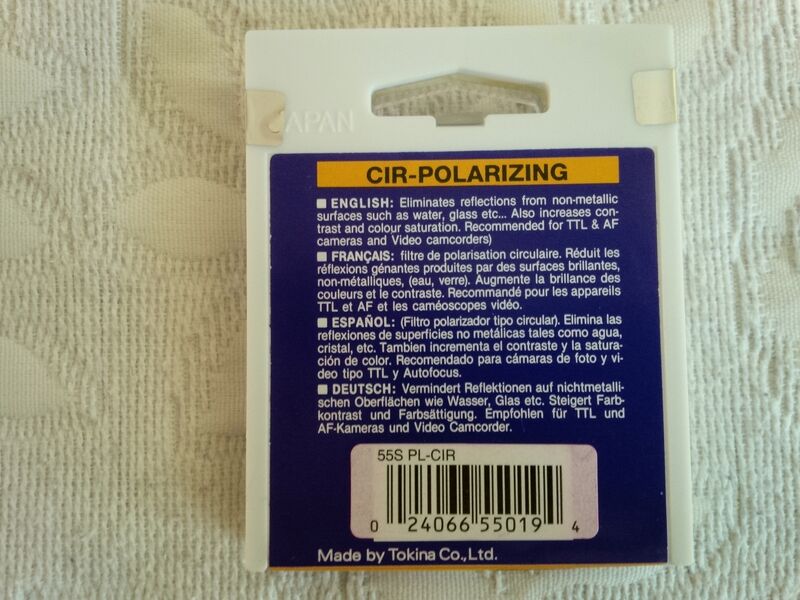 JAPAN
CIR-POLARIZING
■ ENGLISH: Eliminates reflections from non-metallic
surfaces such as water, glass etc... Also increases con-
trast and colour saturation. Recommended for TTL & AF
cameras and Video camcorders)
■ FRANÇAIS: filtre de polarisation circulaire. Réduit les
réflexions génantes produites par des surfaces brillantes,
non-métalliques, (eau, verre). Augmente la brillance des
couleurs et le contraste. Recommandé pour les appareils
TTL et AF et les caméoscopes vidéo.
■ ESPAÑOL: (Filtro polarizador tipo circular). Elimina las
reflexiones de superficies no metálicas tales como agua,
cristal, etc. Tambien incrementa el contraste y la satura-
ción de color. Recomendado para cámaras de foto y vi-
deo tipo TTL y Autofocus.
■ DEUTSCH: Vermindert Reflektionen auf nichtmetalli-
schen Oberflächen wie Wasser, Glas etc. Steigert Farb-
kontrast und Farbsättigung. Empfohlen für TTL und
AF-Kameras und Video Camcorder.
55S PL-CIR
0 24066 55019 4
Made by Tokina Co., Ltd.